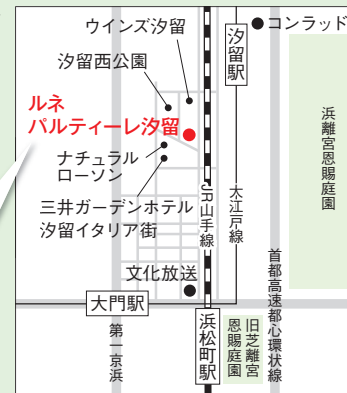 ウインズ汐留
コンラッド
汐留駅
汐留西公園
ルネ
パルティーレ汐留
ナチュラル
ローソン
三井ガーデンホテル
汐留イタリア街
JR山手線
大江戸線
浜離宮恩賜庭園
文化放送
首都高速都心環状線
大門駅
第一京浜
浜松町駅
旧芝離宮
恩賜庭園